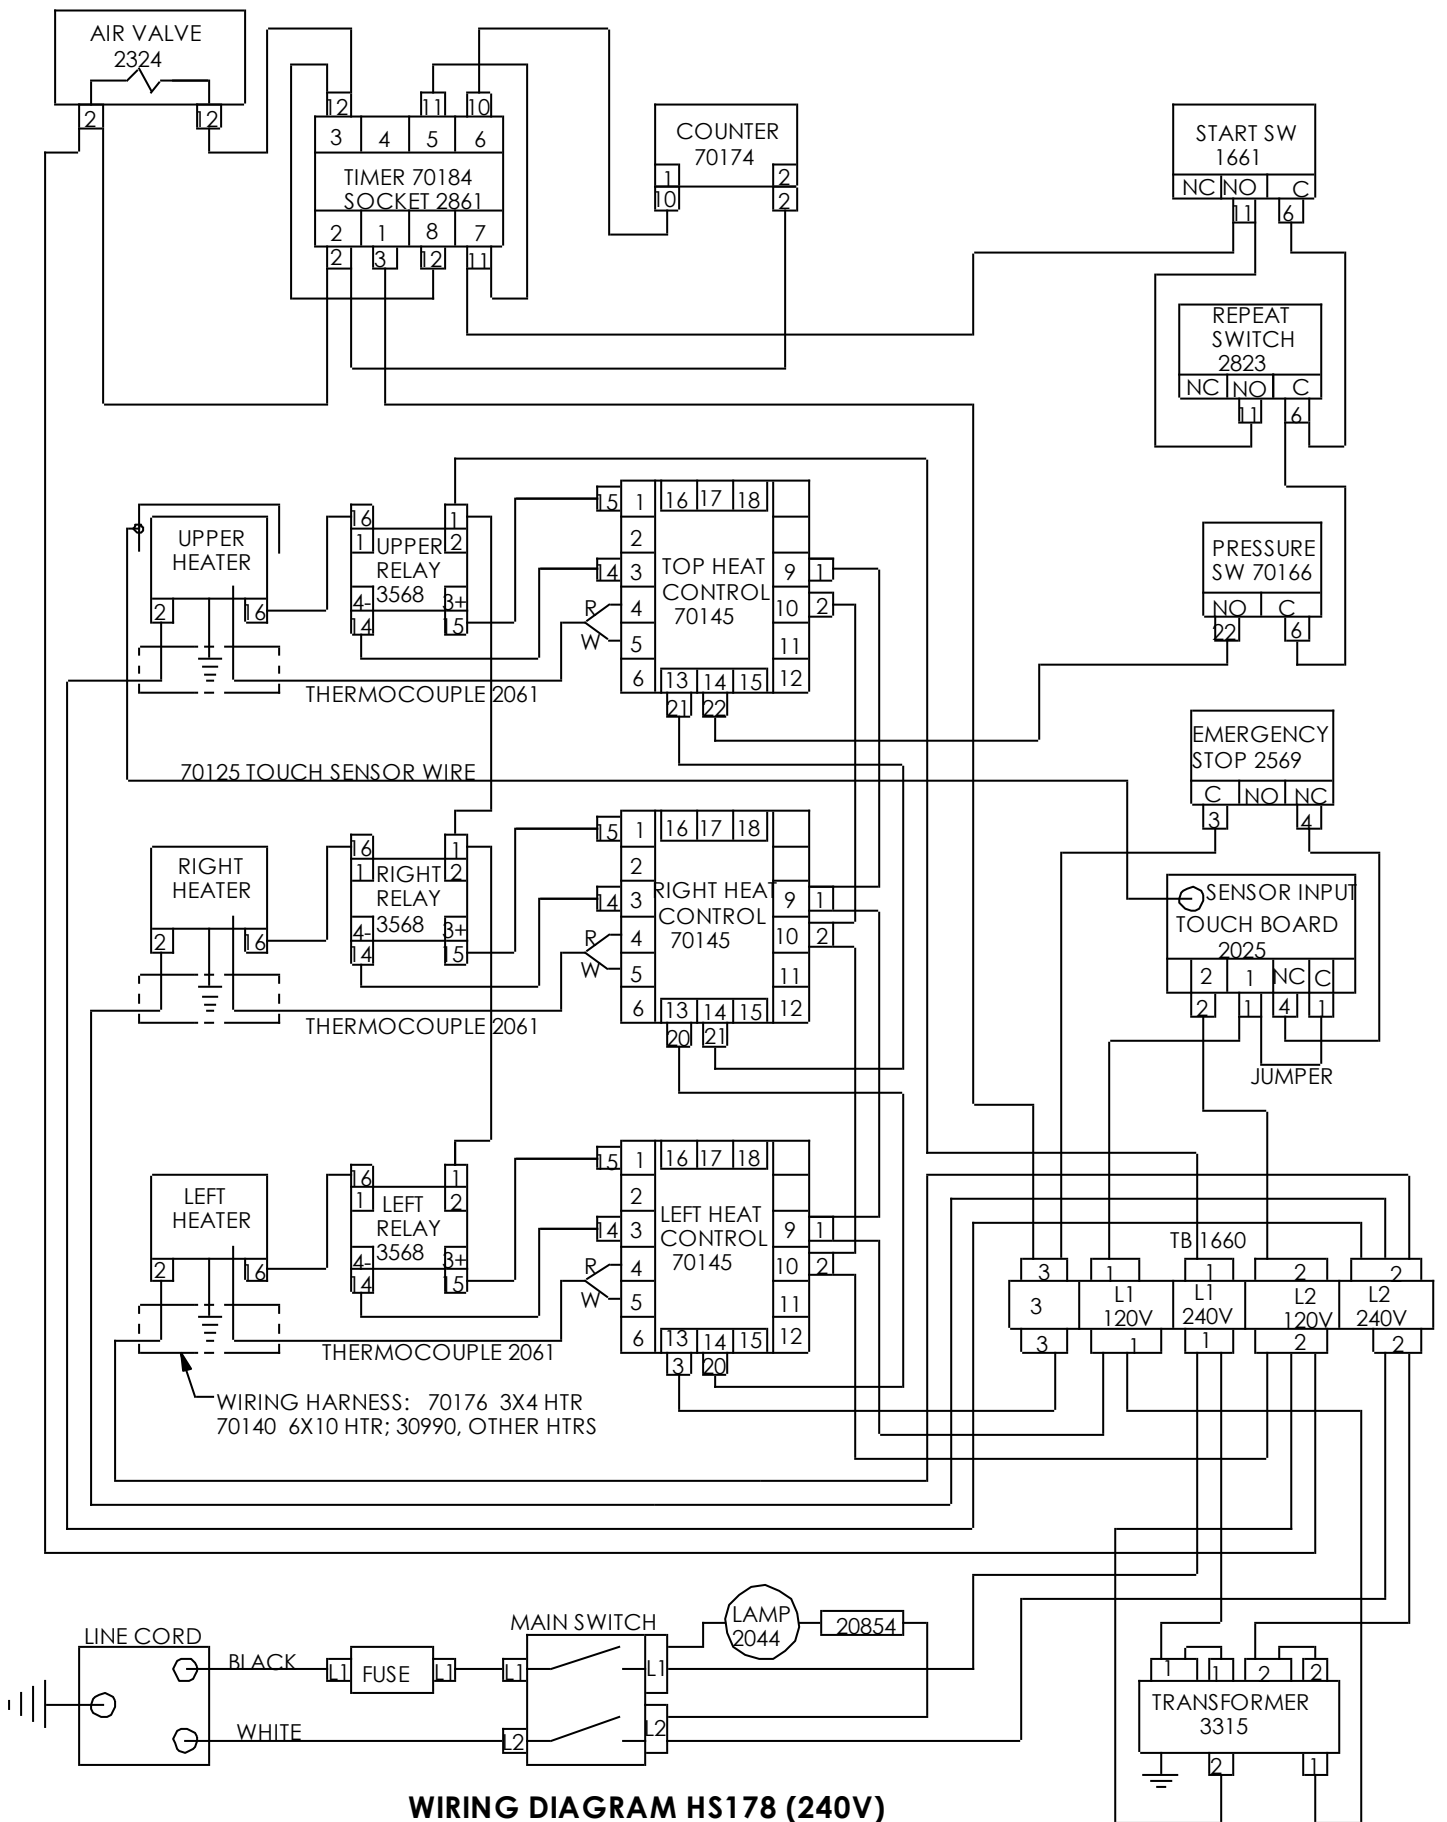 AIR VALVE
2324
2
12
12
11
10
3 4 5 6
TIMER 70184
SOCKET 2861
2 1 8 7
2 3 12 11
COUNTER
70174
1 2
10 2
START SW
1661
NC NO C
11 6
REPEAT
SWITCH
2823
NC NO C
11 6
UPPER
HEATER
2 16
16 1
1 2
UPPER
RELAY
3568
4- 3+
14 15
15 1 16 17 18
2
14 3 TOP HEAT 9 1
CONTROL
R 4 70145 10 2
W 5 11
6 13 14 15 12
21 22
THERMOCOUPLE 2061
PRESSURE
SW 70166
NO C
22 6
70125 TOUCH SENSOR WIRE
EMERGENCY
STOP 2569
C NO NC
3 4
RIGHT
HEATER
2 16
16 1
1 2
RIGHT
RELAY
3568
4- 3+
14 15
15 1 16 17 18
2
14 3 RIGHT HEAT 9 1
CONTROL
R 4 70145 10 2
W 5 11
6 13 14 15 12
20 21
THERMOCOUPLE 2061
SENSOR INPUT
TOUCH BOARD
2025
2 1 NC C
2 1 4 1
JUMPER
LEFT
HEATER
2 16
16 1
1 2
LEFT
RELAY
3568
4- 3+
14 15
15 1 16 17 18
2
14 3 LEFT HEAT 9 1
CONTROL
R 4 70145 10 2
W 5 11
6 13 14 15 12
3 20
THERMOCOUPLE 2061
WIRING HARNESS: 70176 3X4 HTR
70140 6X10 HTR; 30990, OTHER HTRS
TB 1660
3 1 1 2 2
3 L1 L1 L2 L2
120V 240V 120V 240V
3 1 1 2 2
LINE CORD
BLACK
WHITE
L1 FUSE L1
MAIN SWITCH
L1 L1
L2 L2
LAMP
2044
20854
1 1 2 2
TRANSFORMER
3315
2 1
WIRING DIAGRAM HS178 (240V)